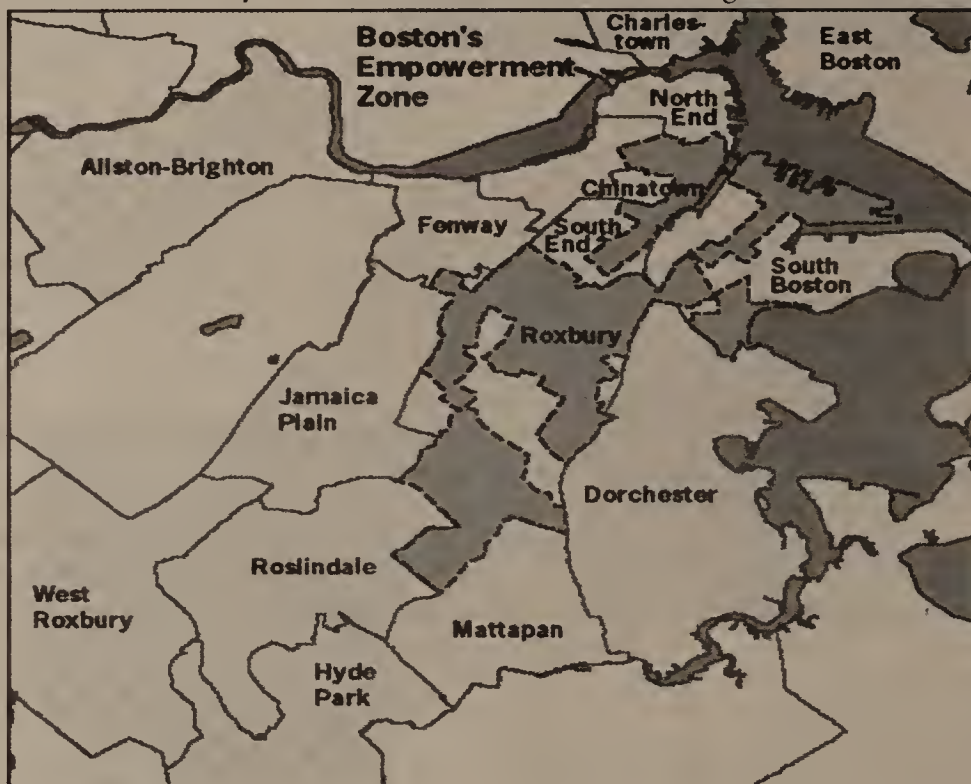 Boston's
Empowerment
Zone
Charles-
town
East
Boston
North
End
Allston-Brighton
Chinatown
Fenway
South
End
South
Boston
Roxbury
Jamaica
Plain
Dorchester
Roslindale
West
Roxbury
Mattapan
Hyde
Park